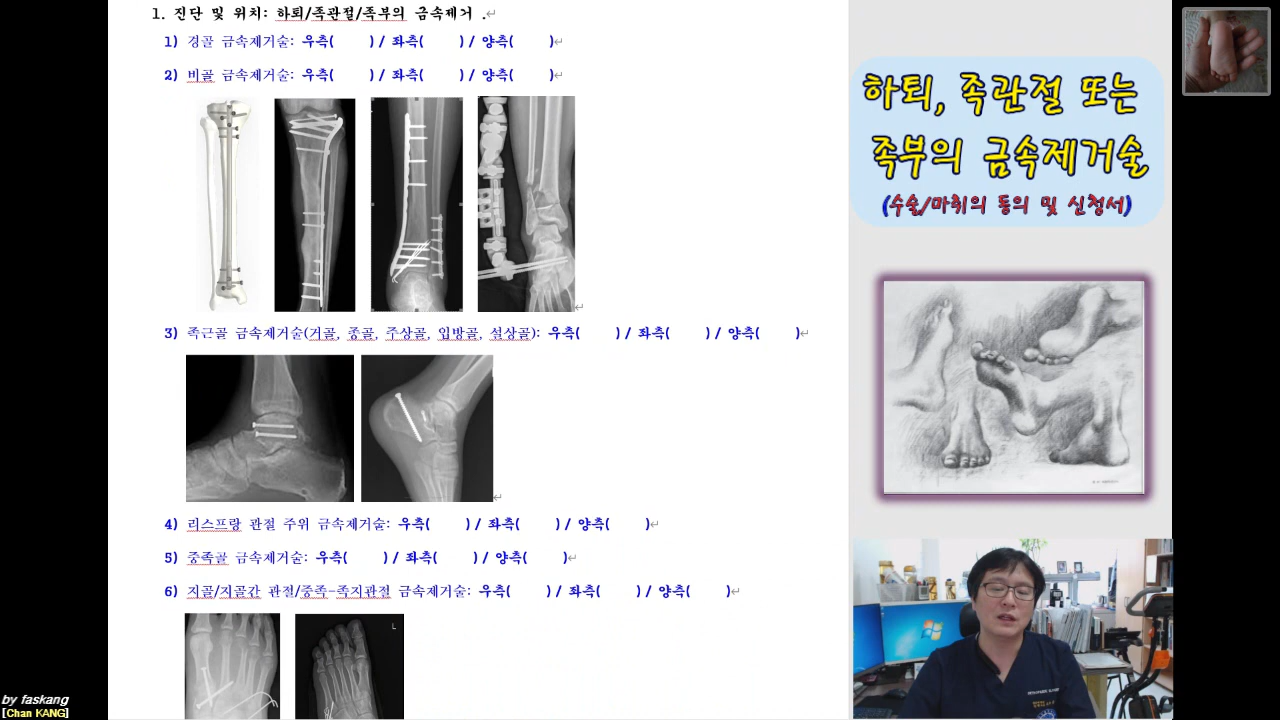 1. 진단 및 위치: 하퇴/족관절/족부의 금속제거 .↵
1) 경골 금속제거술: 우측( ) / 좌측( ) / 양측( )↵
2) 비골 금속제거술: 우측( ) / 좌측( ) / 양측( )↵
3) 족근골 금속제거술(거골, 종골, 주상골, 입방골, 설상골): 우측( ) / 좌측( ) / 양측( )↵
4) 리스프랑 관절 주위 금속제거술: 우측( ) / 좌측( ) / 양측( )↵
5) 중족골 금속제거술: 우측( ) / 좌측( ) / 양측( )↵
6) 지골/지골간 관절/중족-족지관절 금속제거술: 우측( ) / 좌측( ) / 양측( )↵
L
하퇴, 족관절 또는
족부의 금속제거술
(수술/마취의 동의 및 신청서)
by faskang
[Chan KANG]